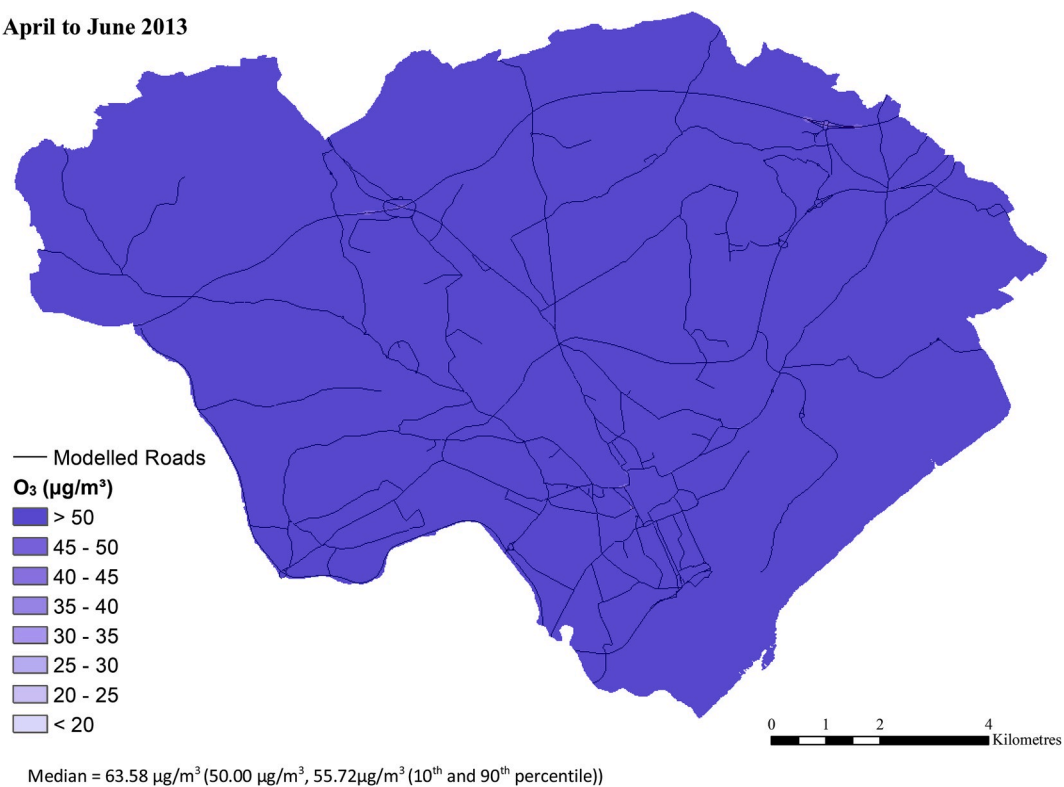 April to June 2013
Modelled Roads
O₃ (µg/m³)
> 50
45 - 50
40 - 45
35 - 40
30 - 35
25 - 30
20 - 25
< 20
0 1 2 4
Kilometres
Median = 63.58 µg/m³ (50.00 µg/m³, 55.72µg/m³ (10th and 90th percentile))